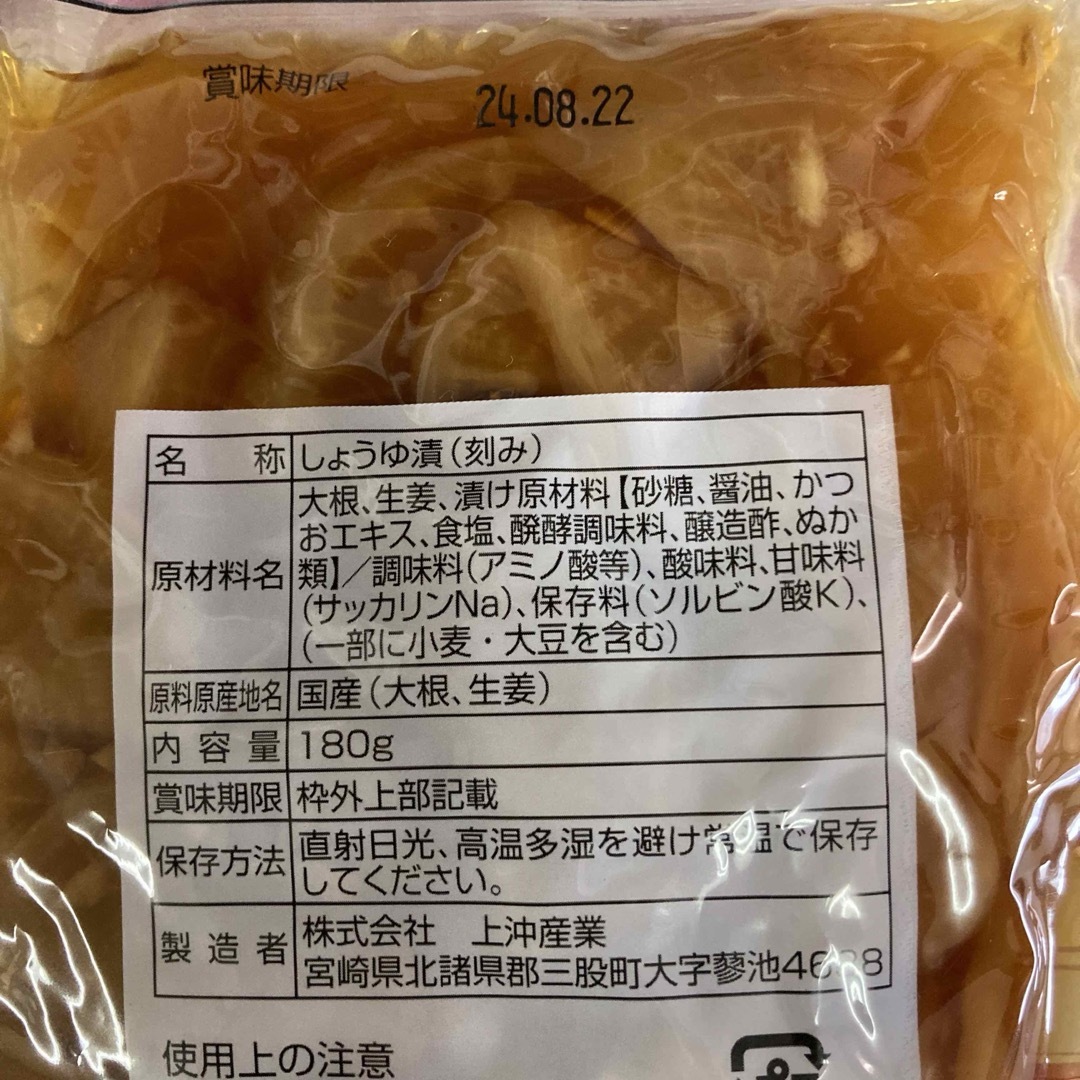 賞味期限 24.08.22
名称 しょうゆ漬(刻み)
原材料名 大根、生姜、漬け原材料【砂糖、醤油、かつ
おエキス、食塩、醗酵調味料、醸造酢、ぬか
類】／調味料(アミノ酸等)、酸味料、甘味料
(サッカリンNa)、保存料(ソルビン酸K)、
(一部に小麦・大豆を含む)
原料原産地名 国産(大根、生姜)
内容量 180g
賞味期限 枠外上部記載
保存方法 直射日光、高温多湿を避け常温で保存
してください。
製造者 株式会社 上沖産業
宮崎県北諸県郡三股町大字蓼池
使用上の注意